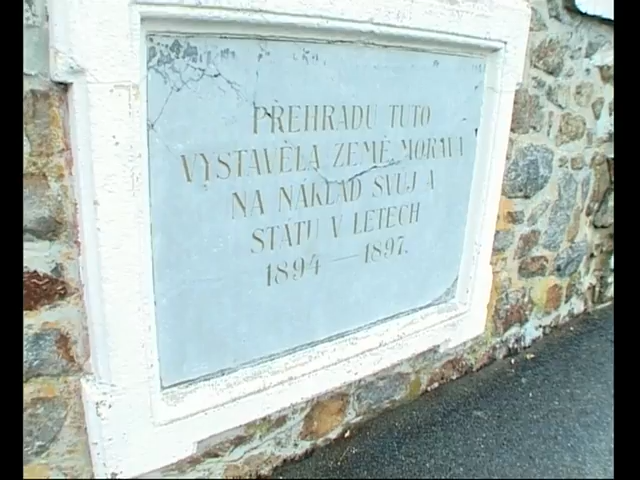 PŘEHRADU TUTO
VYSTAVĚLA ZEMĚ MORAVA
NA NÁKLAD SVŮJ A
STÁTU V LETECH
1894 — 1897.